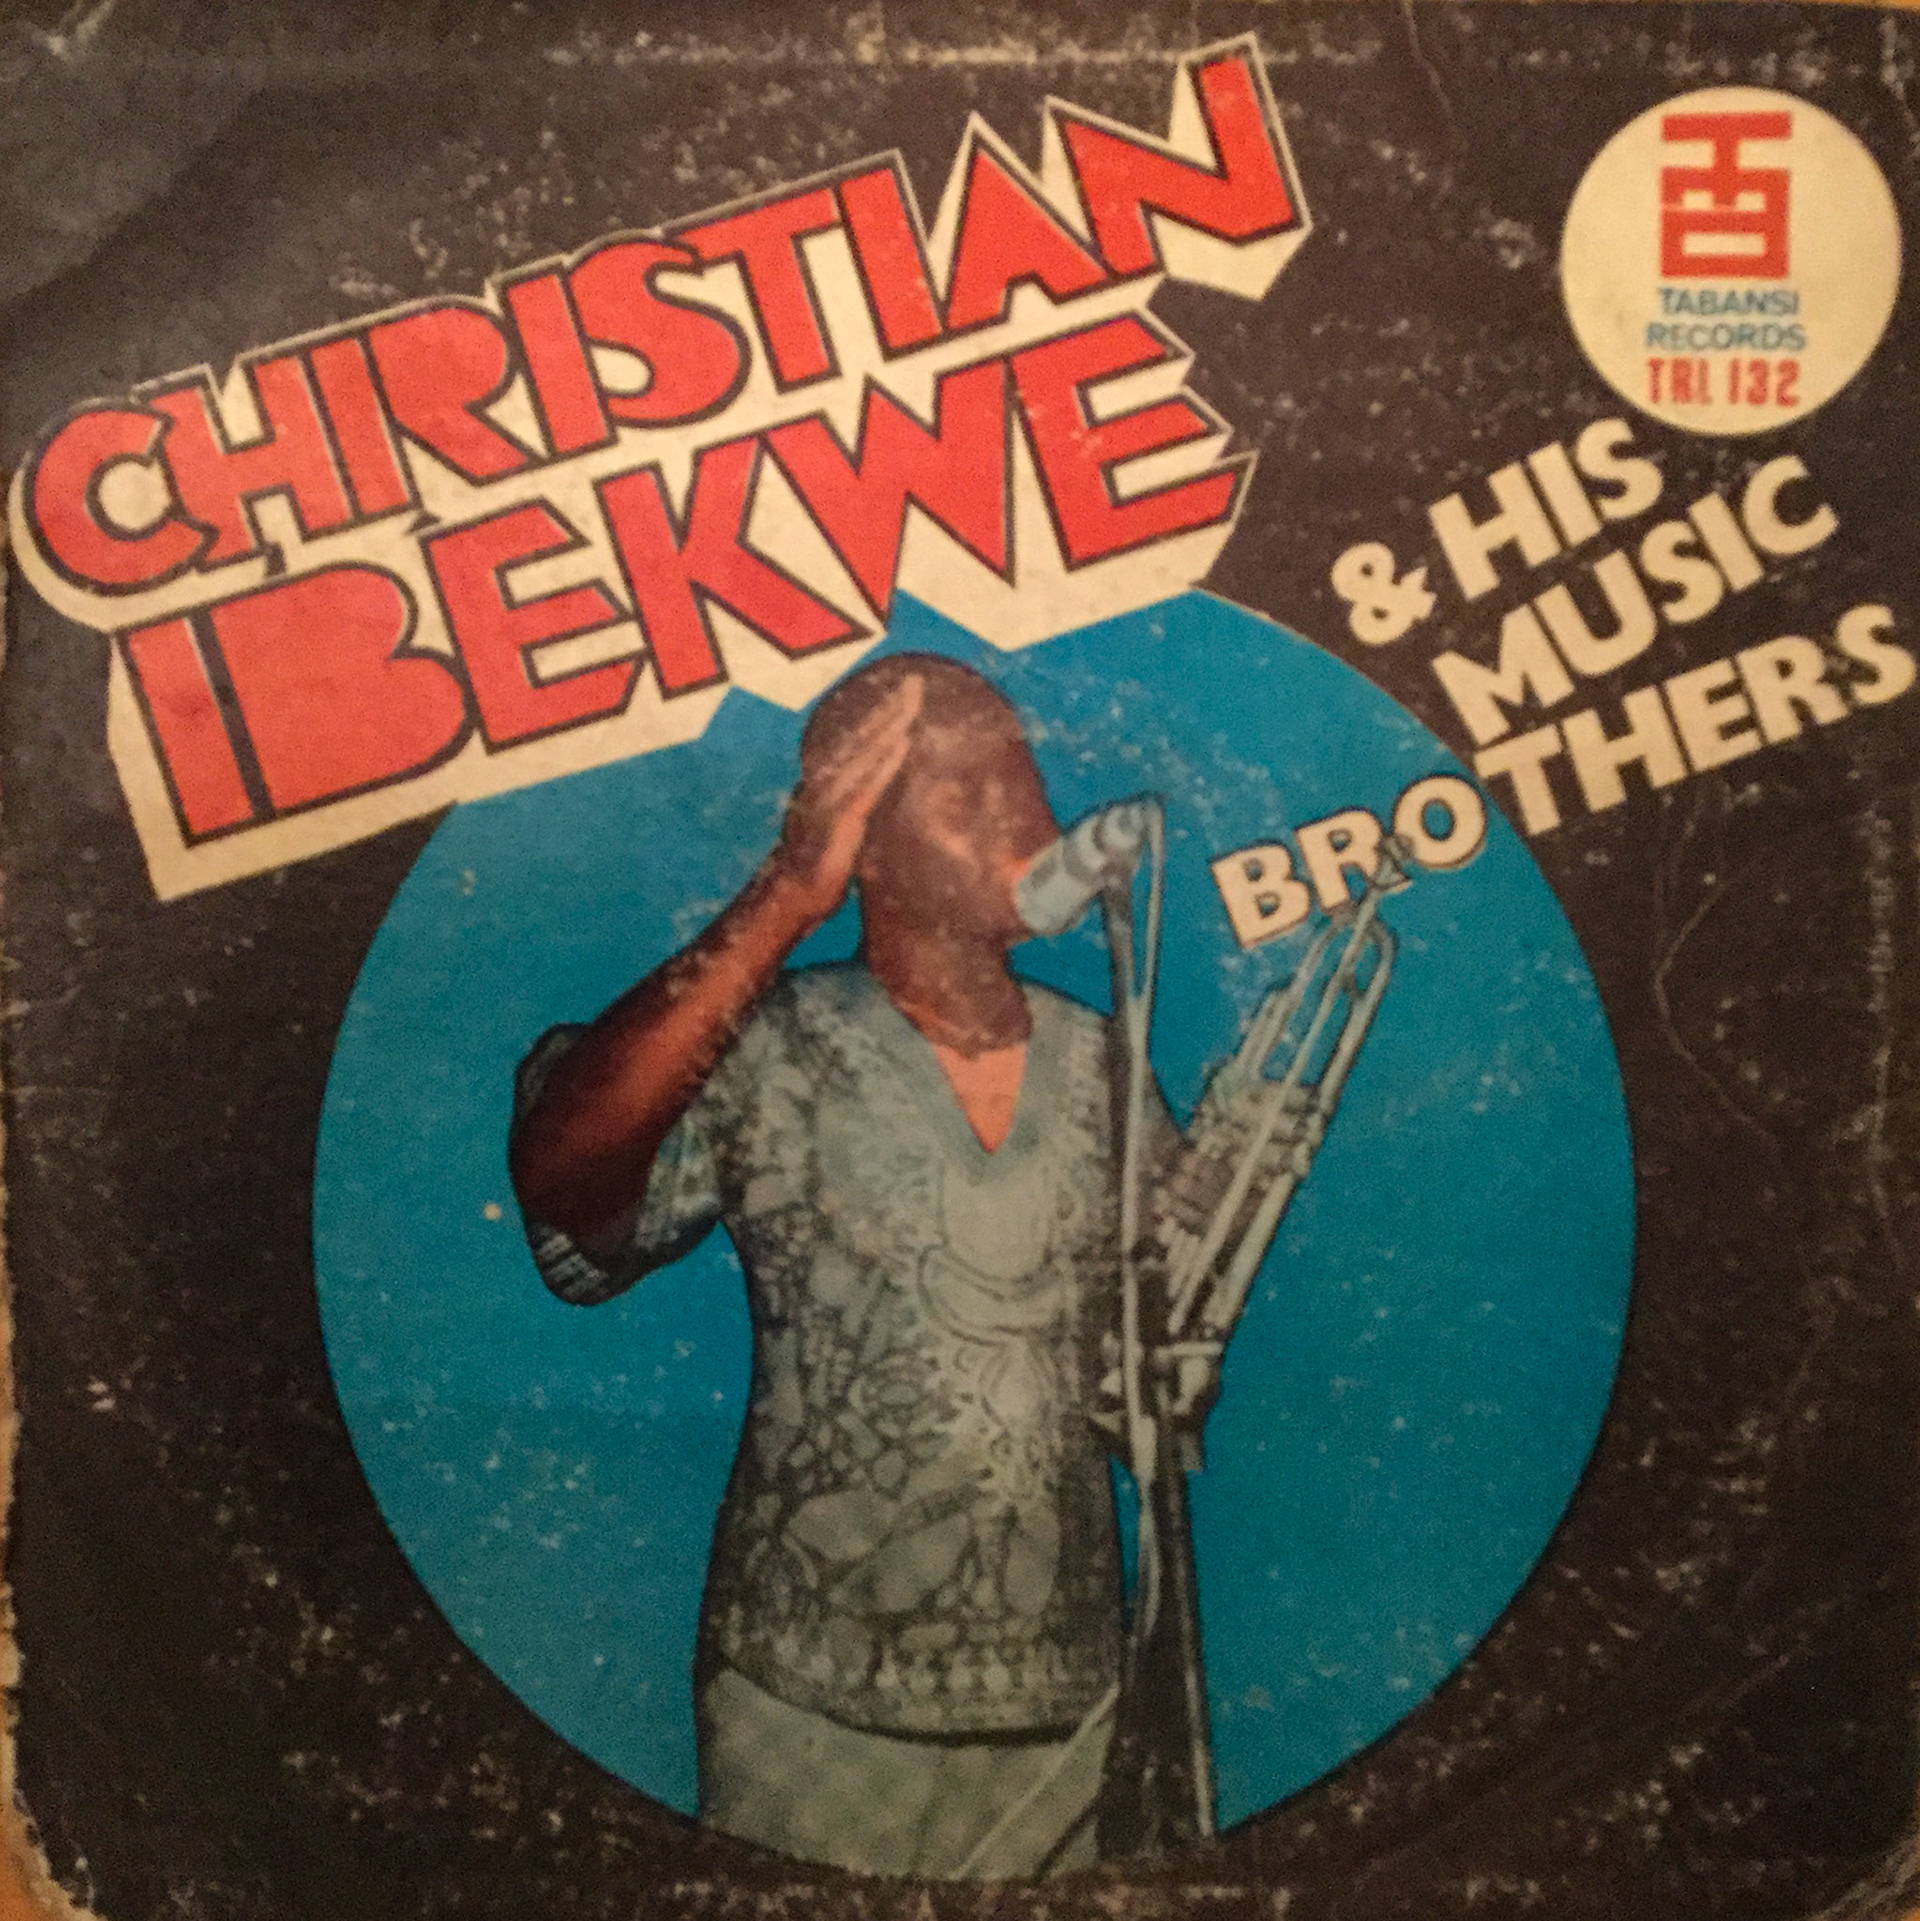 CHRISTIAN
IBEKWE
& HIS
MUSIC
BROTHERS
TABANSI
RECORDS
TRL 132